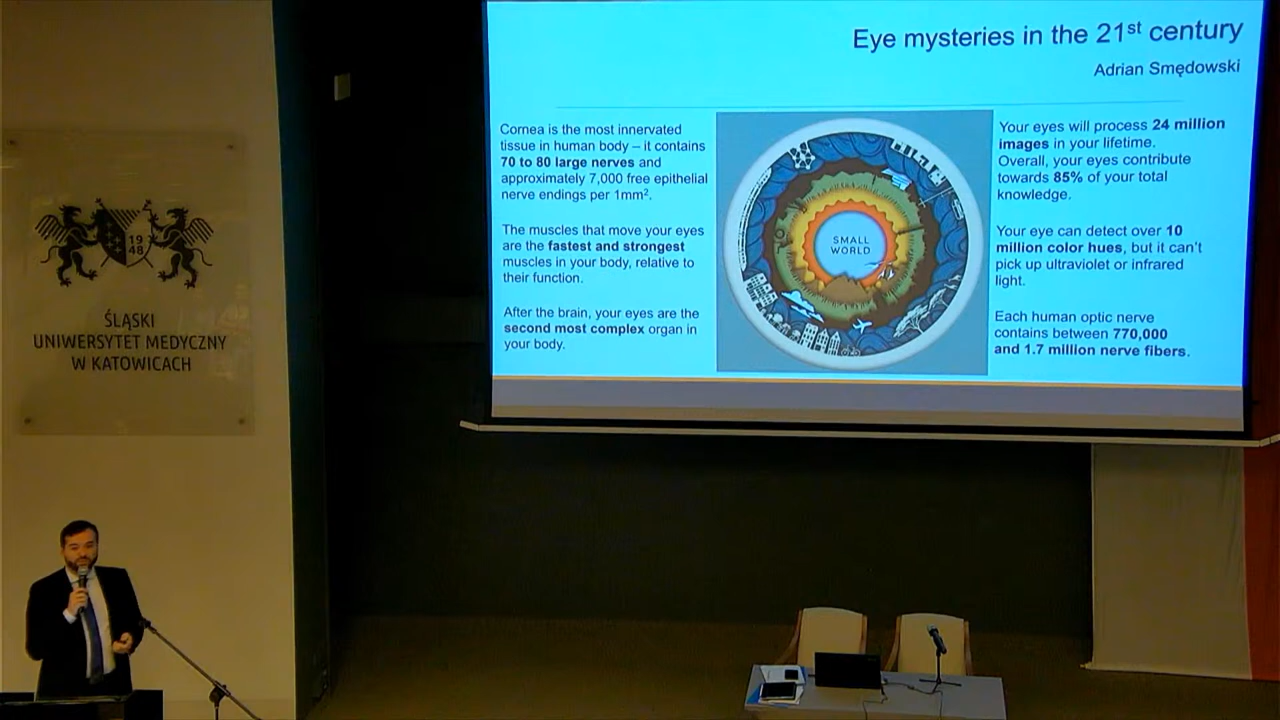 Eye mysteries in the 21st century
Adrian Smędowski
Cornea is the most innervated
tissue in human body – it contains
70 to 80 large nerves and
approximately 7,000 free epithelial
nerve endings per 1mm².
The muscles that move your eyes
are the fastest and strongest
muscles in your body, relative to
their function.
After the brain, your eyes are the
second most complex organ in
your body.
SMALL
WORLD
Your eyes will process 24 million
images in your lifetime.
Overall, your eyes contribute
towards 85% of your total
knowledge.
Your eye can detect over 10
million color hues, but it can't
pick up ultraviolet or infrared
light.
Each human optic nerve
contains between 770,000
and 1.7 million nerve fibers.
19
48
ŚLĄSKI
UNIWERSYTET MEDYCZNY
W KATOWICACH